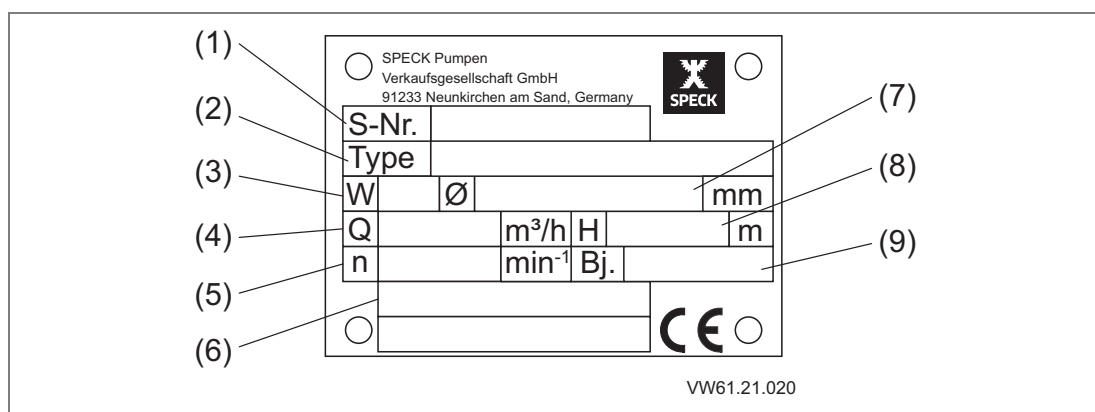 (1)
SPECK Pumpen
Verkaufsgesellschaft GmbH
91233 Neunkirchen am Sand, Germany
SPECK
(2)
S-Nr.
(7)
Type
(3)
W Ø mm
(8)
(4)
Q m³/h H m
(9)
(5)
n min⁻¹ Bj.
(6)
CE
VW61.21.020